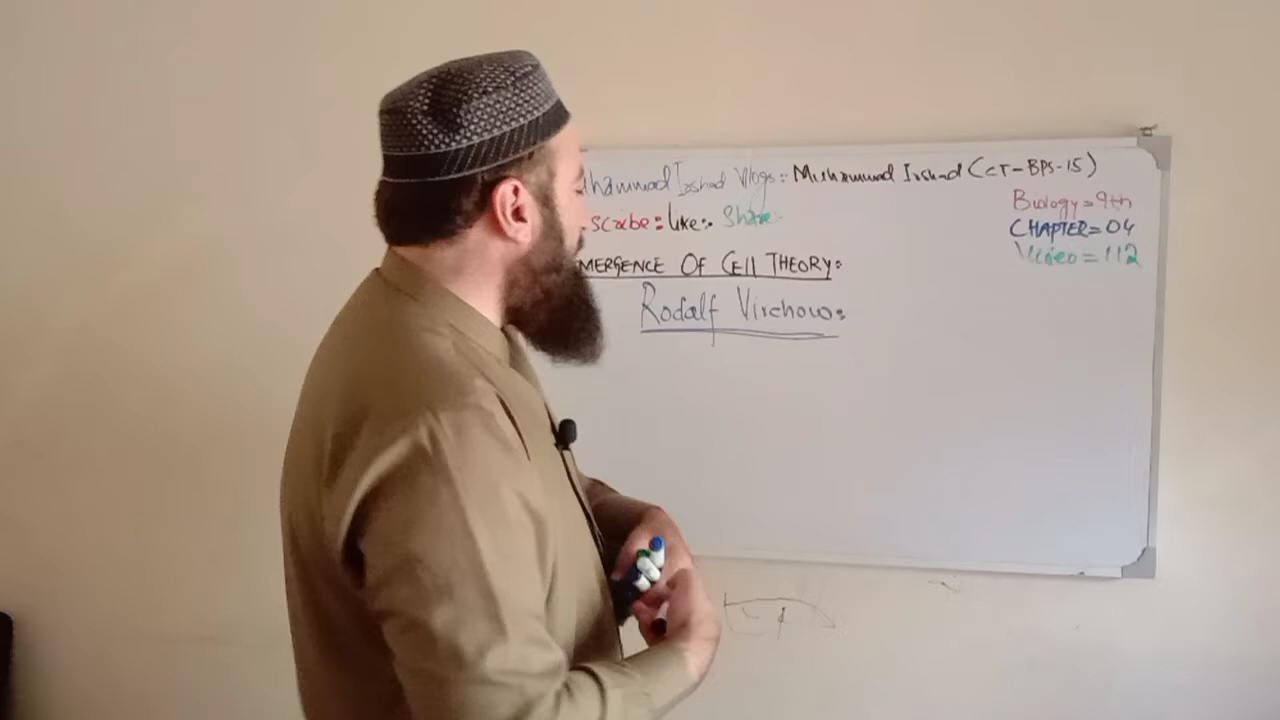 uhammad Irshad Vlogs:- Muhammad Irshad (CT-BPS-15)
scribe:- Like:- Share:-
Biology = 9th
CHAPTER = 04
Video = 112
MERGENCE OF CELL THEORY:
Rodalf Virchow: